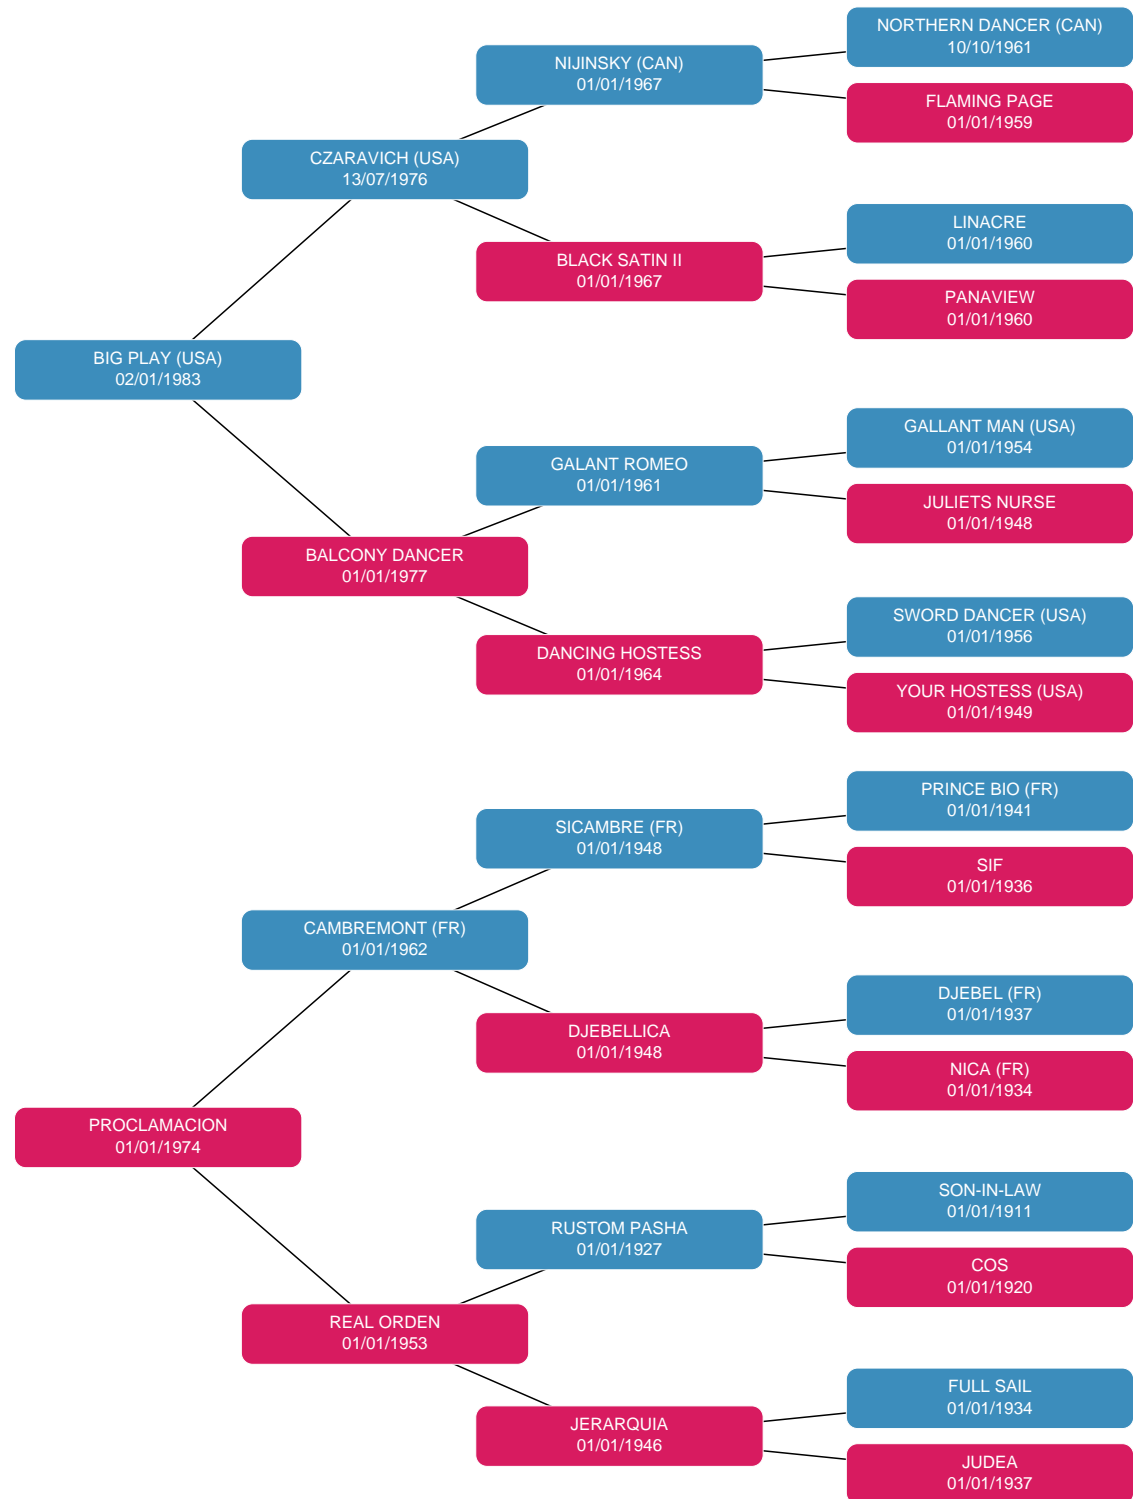 NORTHERN DANCER (CAN)
10/10/1961
NIJINSKY (CAN)
01/01/1967
FLAMING PAGE
01/01/1959
CZARAVICH (USA)
13/07/1976
LINACRE
01/01/1960
BLACK SATIN II
01/01/1967
PANAVIEW
01/01/1960
BIG PLAY (USA)
02/01/1983
GALLANT MAN (USA)
01/01/1954
GALANT ROMEO
01/01/1961
JULIETS NURSE
01/01/1948
BALCONY DANCER
01/01/1977
SWORD DANCER (USA)
01/01/1956
DANCING HOSTESS
01/01/1964
YOUR HOSTESS (USA)
01/01/1949
PRINCE BIO (FR)
01/01/1941
SICAMBRE (FR)
01/01/1948
SIF
01/01/1936
CAMBREMONT (FR)
01/01/1962
DJEBEL (FR)
01/01/1937
DJEBELLICA
01/01/1948
NICA (FR)
01/01/1934
PROCLAMACION
01/01/1974
SON-IN-LAW
01/01/1911
RUSTOM PASHA
01/01/1927
COS
01/01/1920
REAL ORDEN
01/01/1953
FULL SAIL
01/01/1934
JERARQUIA
01/01/1946
JUDEA
01/01/1937